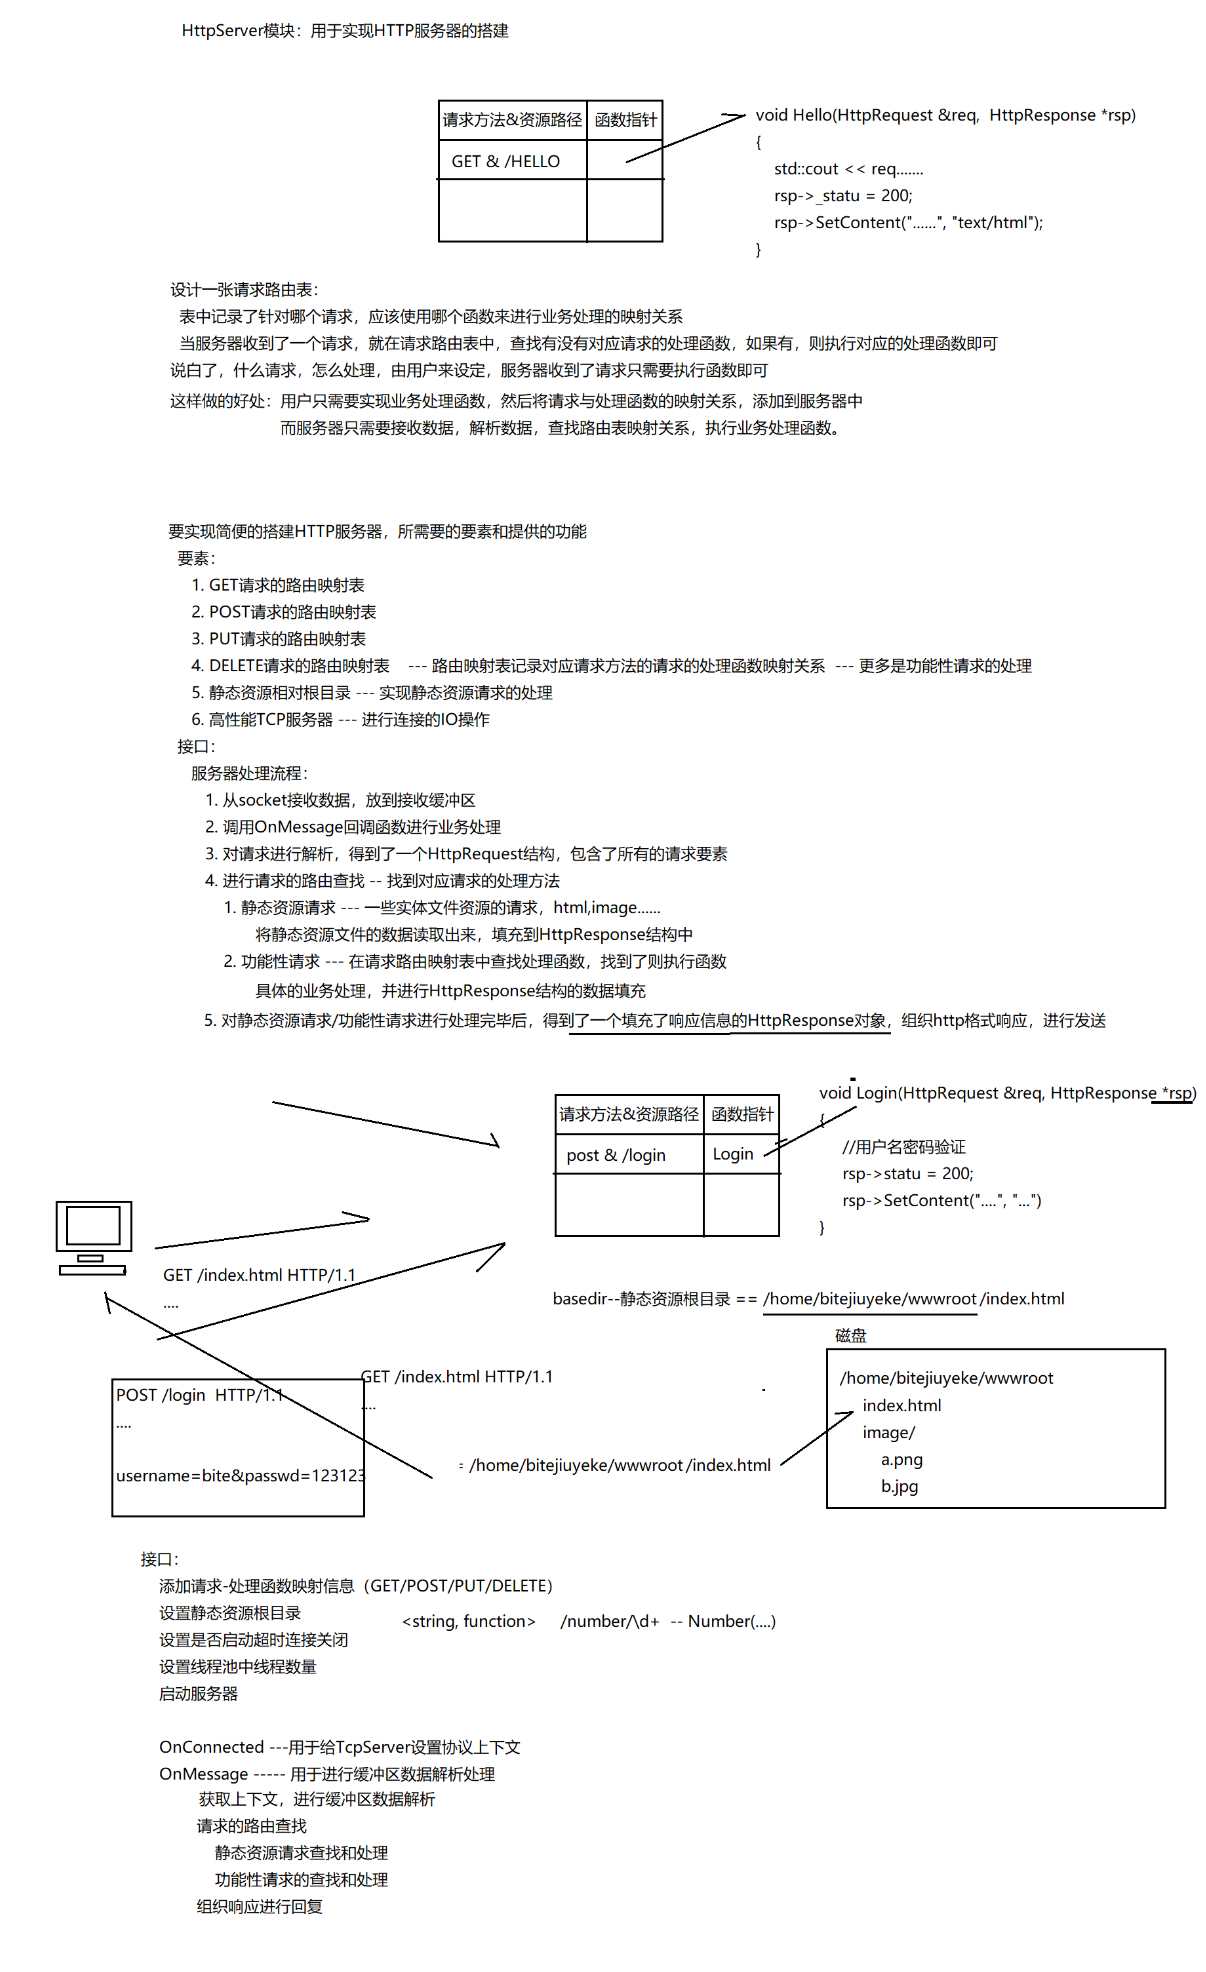 HttpServer模块：用于实现HTTP服务器的搭建
请求方法&资源路径 函数指针
GET & /HELLO
void Hello(HttpRequest &req, HttpResponse *rsp)
{
std::cout << req.......
rsp->_statu = 200;
rsp->SetContent("......", "text/html");
}
设计一张请求路由表：
表中记录了针对哪个请求，应该使用哪个函数来进行业务处理的映射关系
当服务器收到了一个请求，就在请求路由表中，查找有没有对应请求的处理函数，如果有，则执行对应的处理函数即可
说白了，什么请求，怎么处理，由用户来设定，服务器收到了请求只需要执行函数即可
这样做的好处：用户只需要实现业务处理函数，然后将请求与处理函数的映射关系，添加到服务器中
而服务器只需要接收数据，解析数据，查找路由表映射关系，执行业务处理函数。
要实现简便的搭建HTTP服务器，所需要的要素和提供的功能
要素：
1. GET请求的路由映射表
2. POST请求的路由映射表
3. PUT请求的路由映射表
4. DELETE请求的路由映射表 --- 路由映射表记录对应请求方法的请求的处理函数映射关系 --- 更多是功能性请求的处理
5. 静态资源相对根目录 --- 实现静态资源请求的处理
6. 高性能TCP服务器 --- 进行连接的IO操作
接口：
服务器处理流程：
1. 从socket接收数据，放到接收缓冲区
2. 调用OnMessage回调函数进行业务处理
3. 对请求进行解析，得到了一个HttpRequest结构，包含了所有的请求要素
4. 进行请求的路由查找 -- 找到对应请求的处理方法
1. 静态资源请求 --- 一些实体文件资源的请求，html,image......
将静态资源文件的数据读取出来，填充到HttpResponse结构中
2. 功能性请求 --- 在请求路由映射表中查找处理函数，找到了则执行函数
具体的业务处理，并进行HttpResponse结构的数据填充
5. 对静态资源请求/功能性请求进行处理完毕后，得到了一个填充了响应信息的HttpResponse对象，组织http格式响应，进行发送
请求方法&资源路径 函数指针
post & /login Login
void Login(HttpRequest &req, HttpResponse *rsp)
{
//用户名密码验证
rsp->statu = 200;
rsp->SetContent("....", "...")
}
GET /index.html HTTP/1.1
....
basedir--静态资源根目录 == /home/bitejiuyeke/wwwroot/index.html
磁盘
/home/bitejiuyeke/wwwroot
index.html
image/
a.png
b.jpg
GET /index.html HTTP/1.1
....
POST /login HTTP/1.1
....
username=bite&passwd=123123
= /home/bitejiuyeke/wwwroot/index.html
接口：
添加请求-处理函数映射信息（GET/POST/PUT/DELETE）
设置静态资源根目录
<string, function> /number/\d+ -- Number(....)
设置是否启动超时连接关闭
设置线程池中线程数量
启动服务器
OnConnected ---用于给TcpServer设置协议上下文
OnMessage ----- 用于进行缓冲区数据解析处理
获取上下文，进行缓冲区数据解析
请求的路由查找
静态资源请求查找和处理
功能性请求的查找和处理
组织响应进行回复